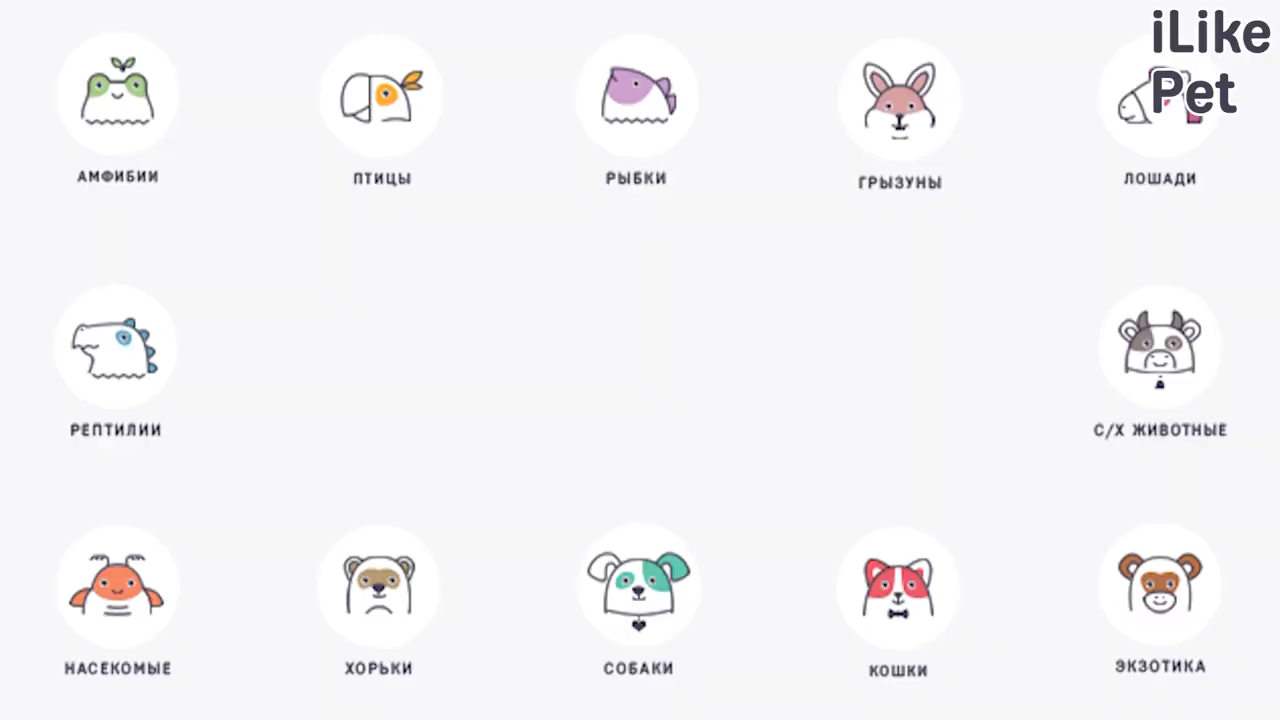 iLike
Pet
АМФИБИИ
ПТИЦЫ
РЫБКИ
ГРЫЗУНЫ
ЛОШАДИ
РЕПТИЛИИ
С/Х ЖИВОТНЫЕ
НАСЕКОМЫЕ
ХОРЬКИ
СОБАКИ
КОШКИ
ЭКЗОТИКА